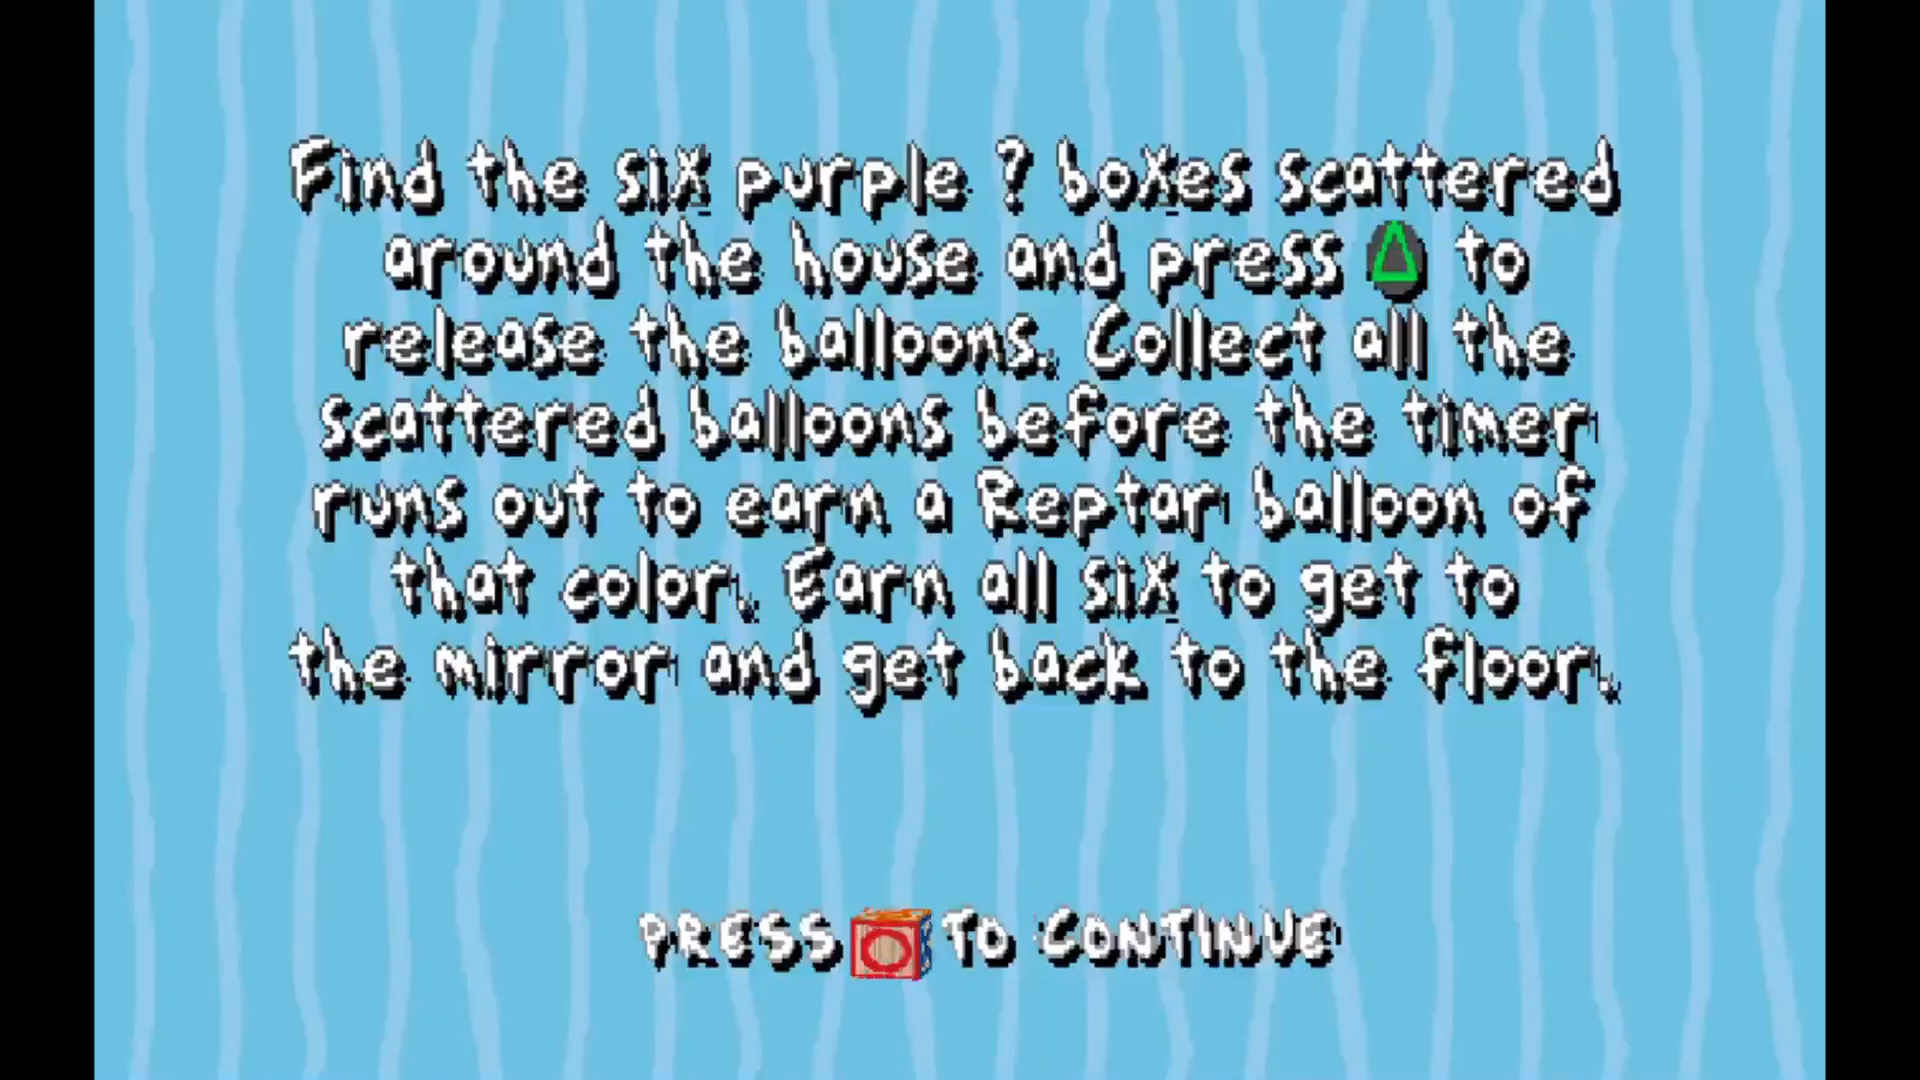 Find the six purple ? boxes scattered
around the house and press △ to
release the balloons. Collect all the
scattered balloons before the timer
runs out to earn a Reptar balloon of
that color. Earn all six to get to
the mirror and get back to the floor.
PRESS O TO CONTINUE